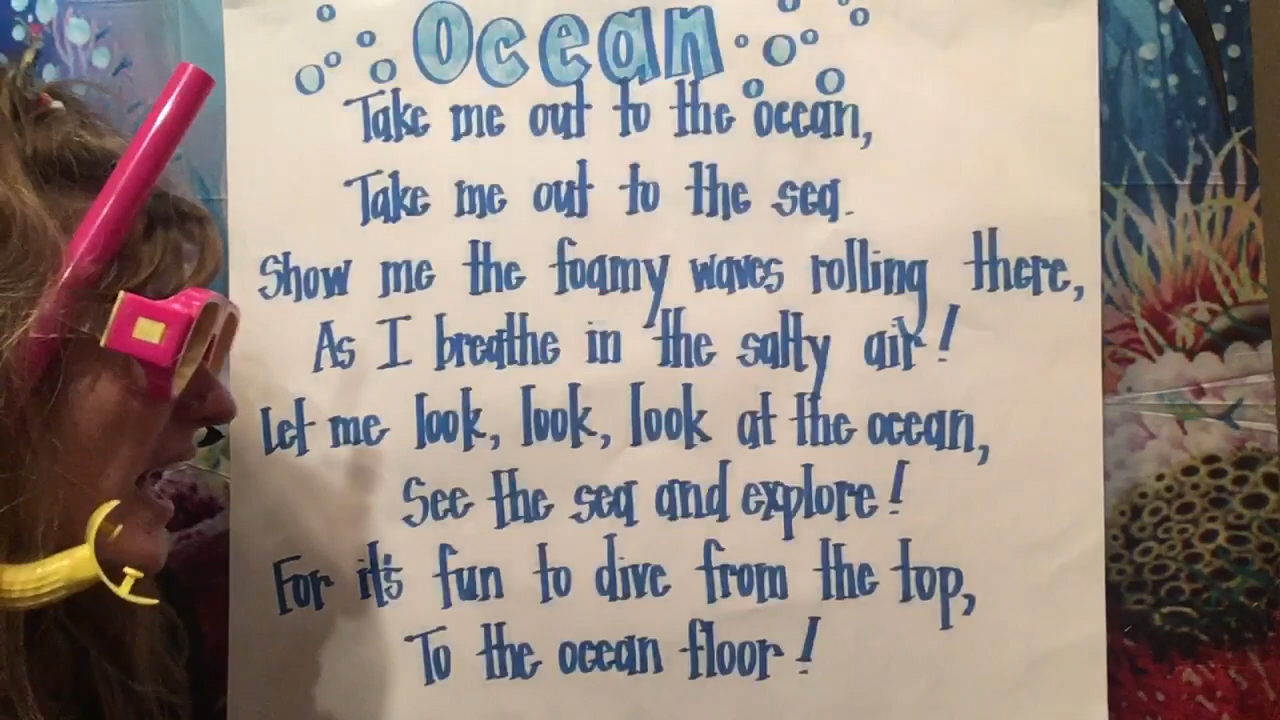 Ocean
Take me out to the ocean,
Take me out to the sea.
Show me the foamy waves rolling there,
As I breathe in the salty air!
Let me look, look, look at the ocean,
See the sea and explore!
For it's fun to dive from the top,
To the ocean floor!